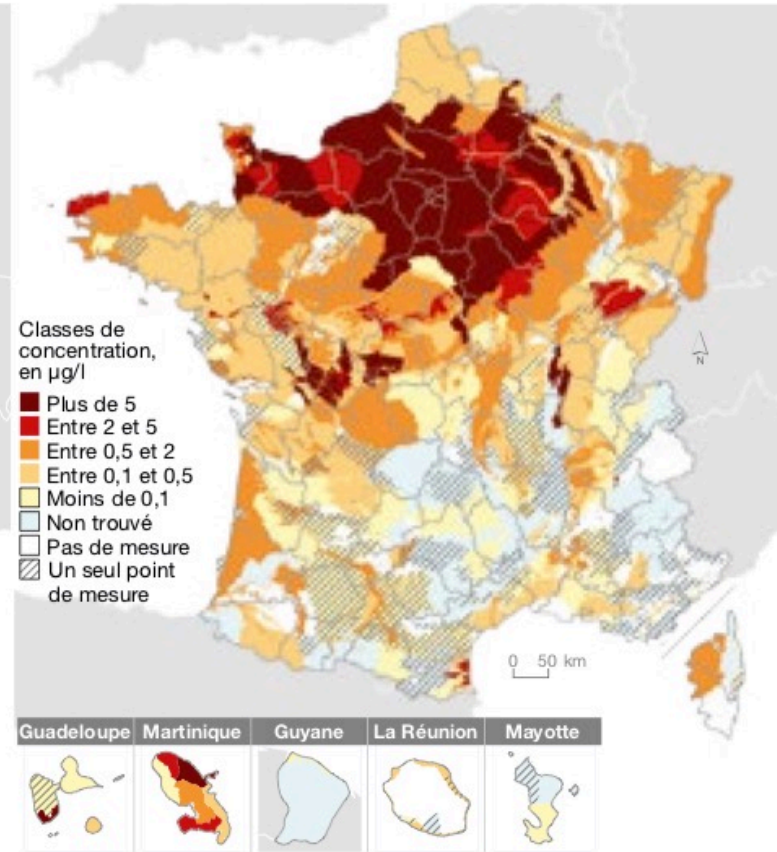 Classes de
concentration,
en µg/l
Plus de 5
Entre 2 et 5
Entre 0,5 et 2
Entre 0,1 et 0,5
Moins de 0,1
Non trouvé
Pas de mesure
Un seul point
de mesure
N
0 50 km
Guadeloupe Martinique Guyane La Réunion Mayotte